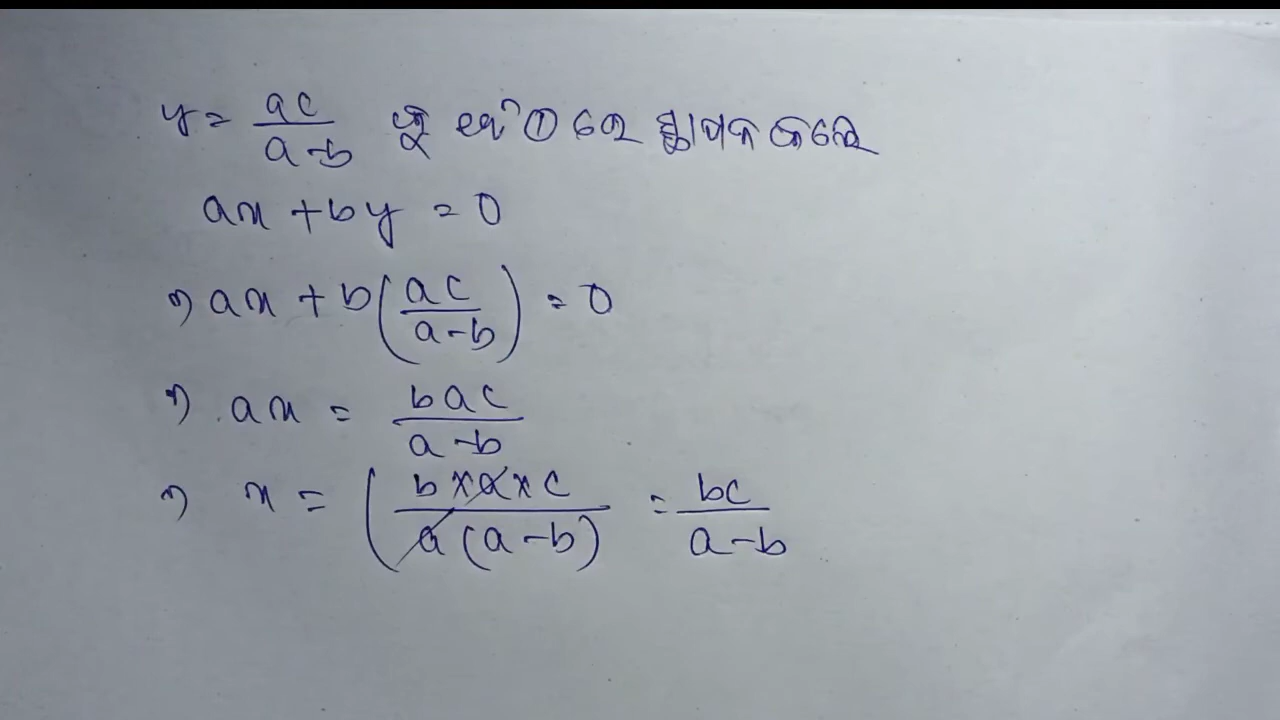 y = ac/(a-b) କୁ ସମୀ ① ରେ ସ୍ଥାପନ କଲେ
ax + by = 0
⇒ ax + b(ac/(a-b)) = 0
⇒ ax = bac/(a-b)
⇒ x = (b×a×c/(a(a-b)) = bc/(a-b)